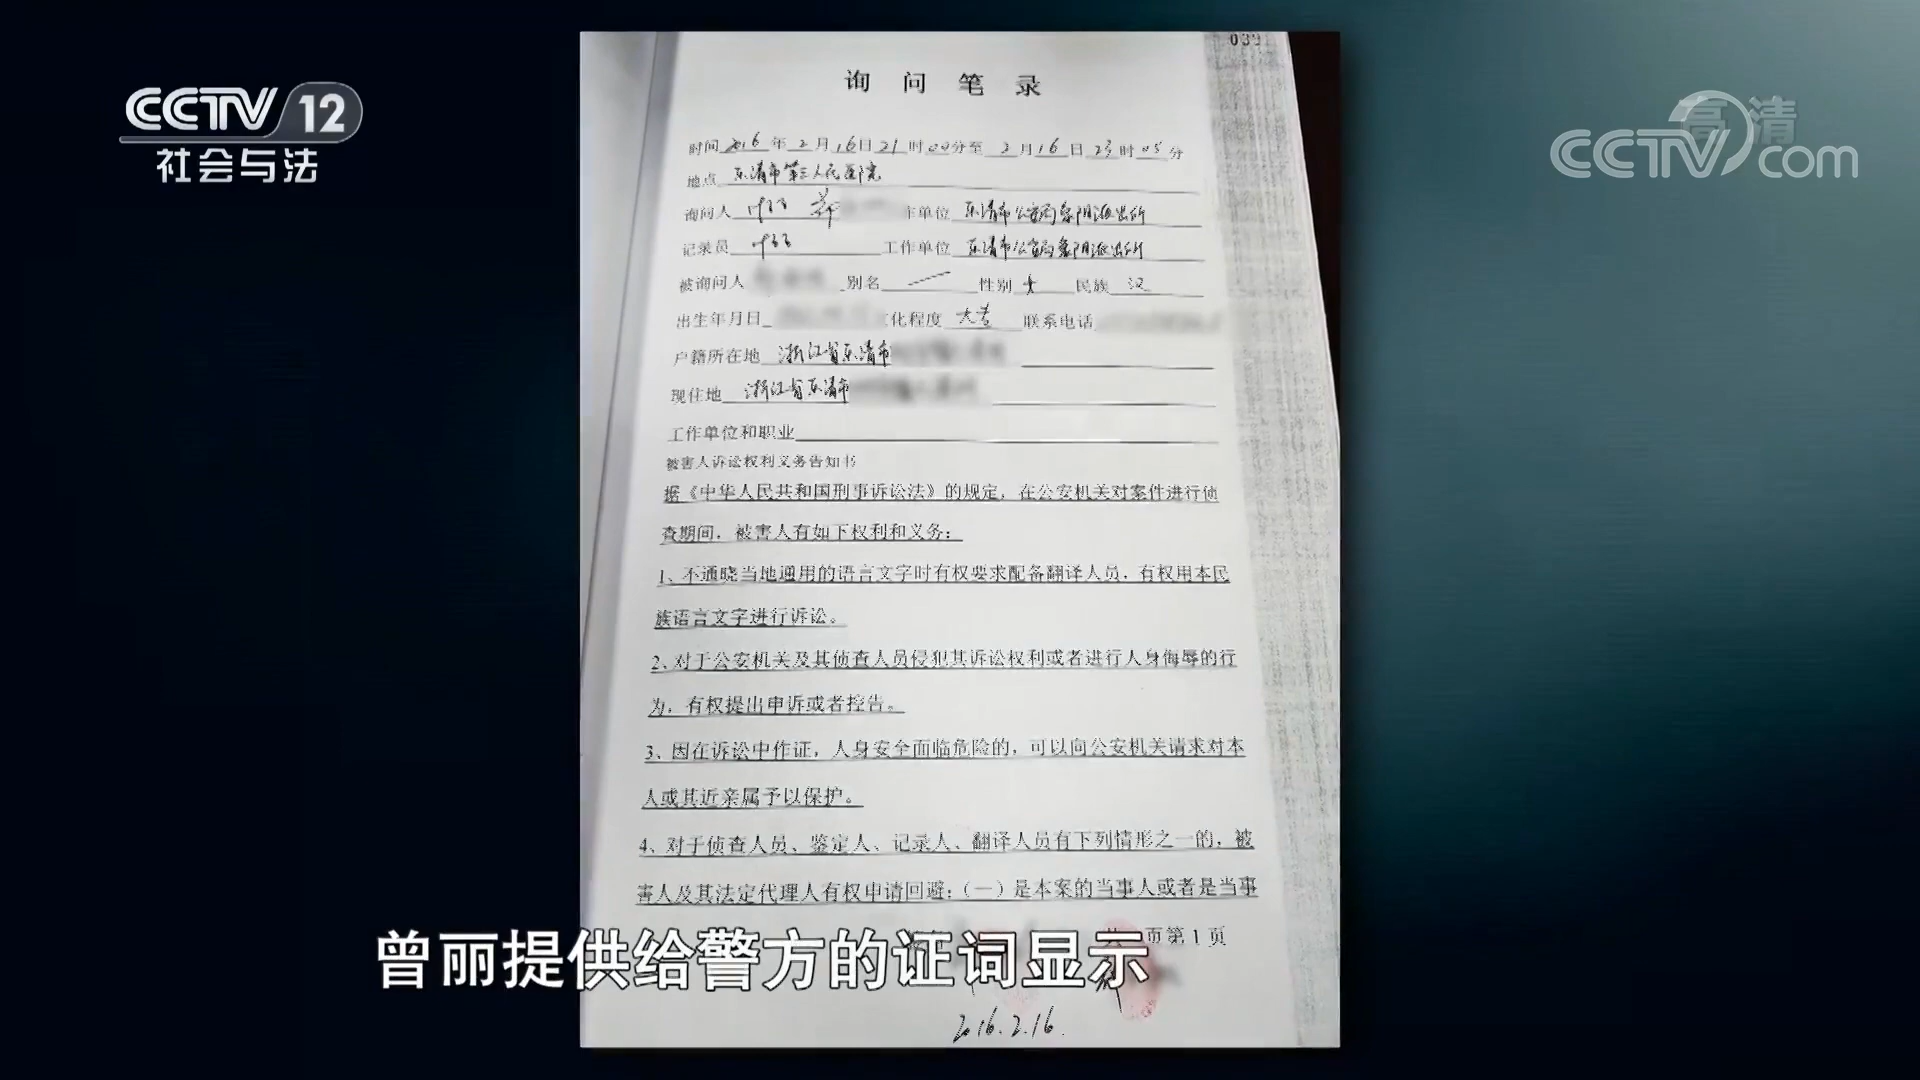 CCTV 12
社会与法
高清
CCTV.com
039
询问笔录
时间2016年2月16日21时00分至2月16日23时05分
地点 乐清市第三人民医院
询问人 工作单位 乐清市公安局
记录员 工作单位 乐清市公安局
被询问人 别名 性别 女 民族 汉
出生年月日 文化程度 大专 联系电话
户籍所在地 浙江省乐清市
现住地 浙江省乐清市
工作单位和职业
被害人诉讼权利义务告知书
据《中华人民共和国刑事诉讼法》的规定，在公安机关对案件进行侦
查期间，被害人有如下权利和义务：
1、不通晓当地通用的语言文字时有权要求配备翻译人员，有权用本民
族语言文字进行诉讼。
2、对于公安机关及其侦查人员侵犯其诉讼权利或者进行人身侮辱的行
为，有权提出申诉或者控告。
3、因在诉讼中作证，人身安全面临危险的，可以向公安机关请求对本
人或其近亲属予以保护。
4、对于侦查人员、鉴定人、记录人、翻译人员有下列情形之一的，被
害人及其法定代理人有权申请回避：（一）是本案的当事人或者是当事
共 页第1页
曾丽提供给警方的证词显示
2016.2.16.